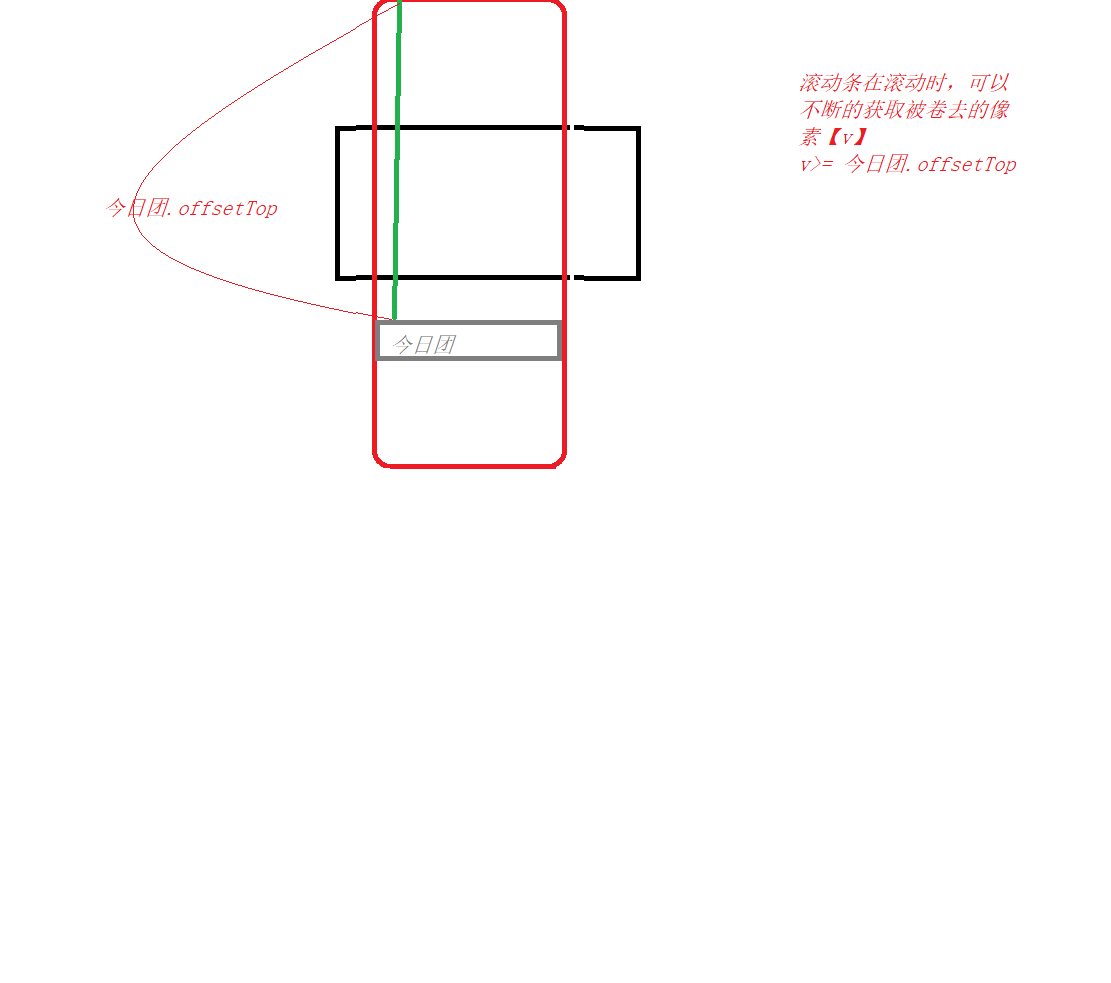 滚动条在滚动时，可以
不断的获取被卷去的像
素【v】
v>= 今日团.offsetTop
今日团.offsetTop
今日团